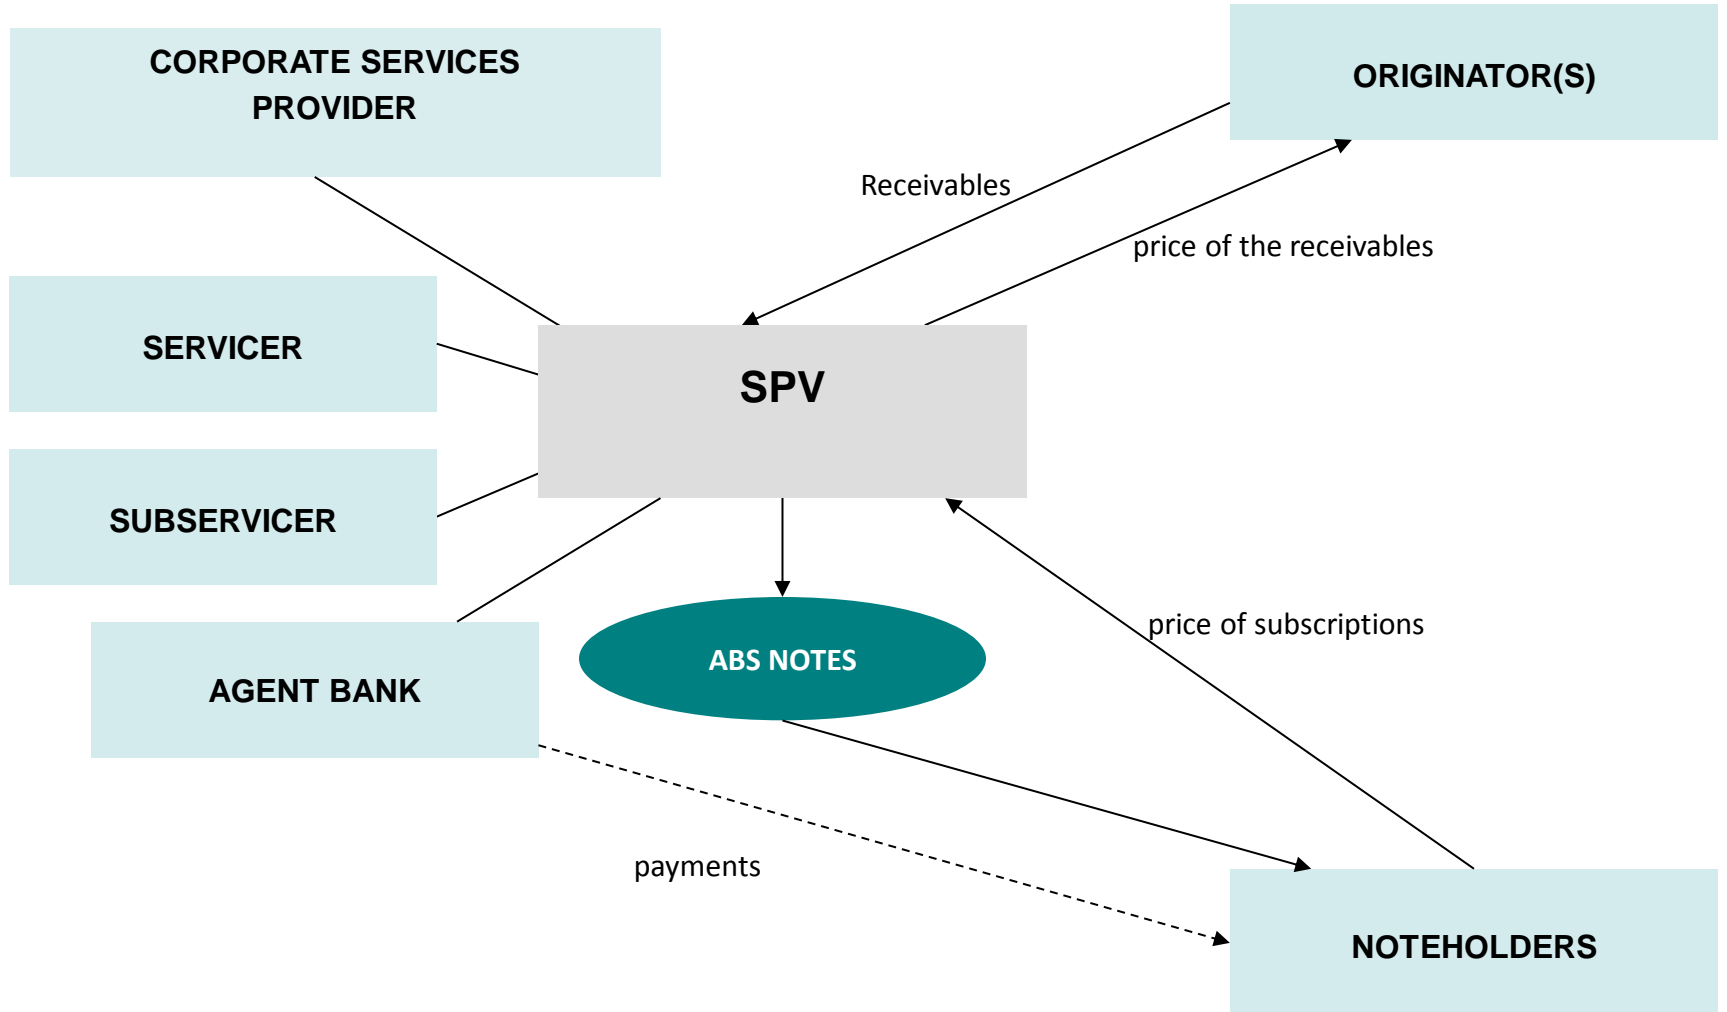 CORPORATE SERVICES
PROVIDER
ORIGINATOR(S)
Receivables
price of the receivables
SERVICER
SPV
SUBSERVICER
price of subscriptions
ABS NOTES
AGENT BANK
payments
NOTEHOLDERS